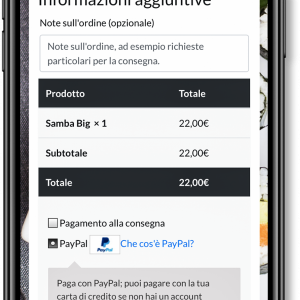 Informazioni aggiuntive
Note sull'ordine (opzionale)
Note sull'ordine, ad esempio richieste
particolari per la consegna.
Prodotto Totale
Samba Big × 1 22,00€
Subtotale 22,00€
Totale 22,00€
Pagamento alla consegna
PayPal PayPal Che cos'è PayPal?
Paga con PayPal; puoi pagare con la tua
carta di credito se non hai un account